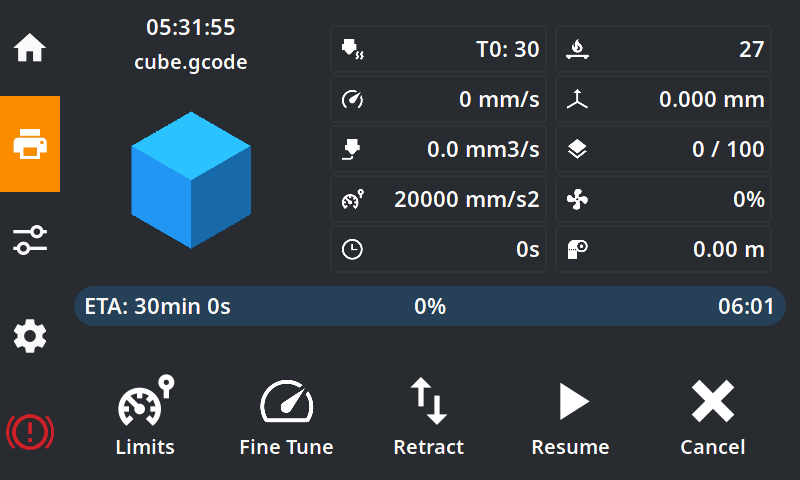 05:31:55
cube.gcode
T0: 30
27
0 mm/s
0.000 mm
0.0 mm3/s
0 / 100
20000 mm/s2
0%
0s
0.00 m
ETA: 30min 0s 0% 06:01
Limits Fine Tune Retract Resume Cancel